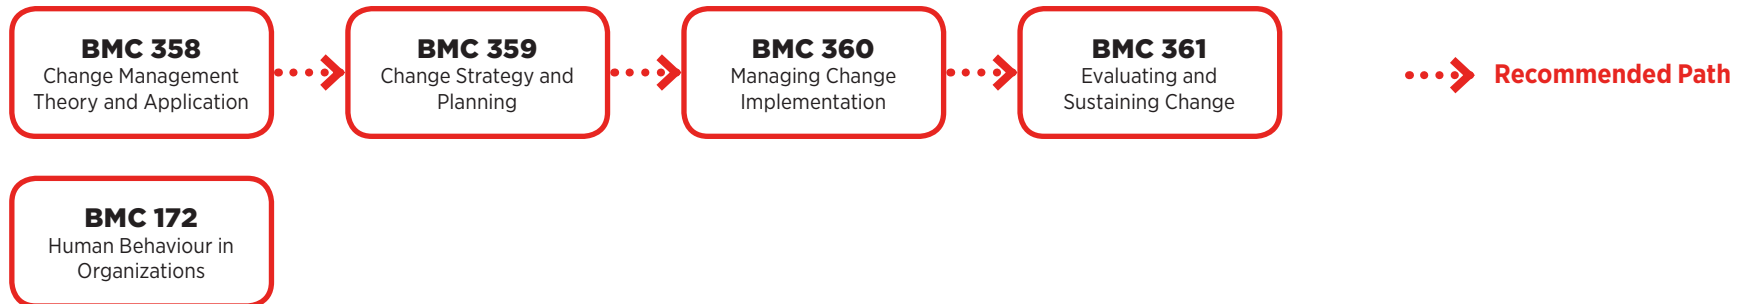 BMC 358
Change Management
Theory and Application
BMC 359
Change Strategy and
Planning
BMC 360
Managing Change
Implementation
BMC 361
Evaluating and
Sustaining Change
Recommended Path
BMC 172
Human Behaviour in
Organizations